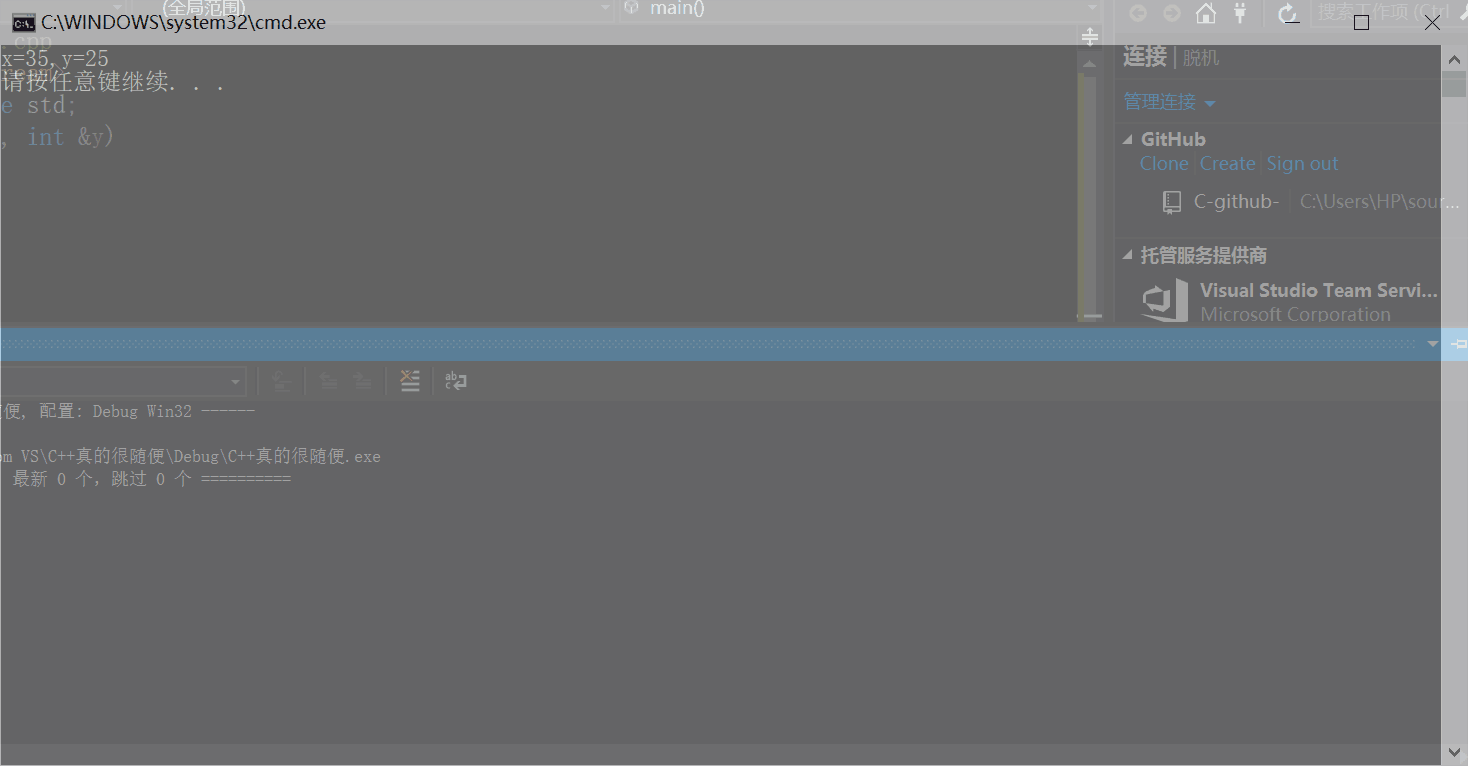 (全局范围)
main()
搜索工作项 (Ctrl
C:\WINDOWS\system32\cmd.exe
.cpp
x=35,y=25
请按任意键继续. . .
e std;
, int &y)
连接 | 脱机
管理连接
GitHub
Clone | Create | Sign out
C-github- | C:\Users\HP\sour...
托管服务提供商
Visual Studio Team Servi...
Microsoft Corporation
便, 配置: Debug Win32 ------
om VS\C++真的很随便\Debug\C++真的很随便.exe
最新 0 个，跳过 0 个 ==========